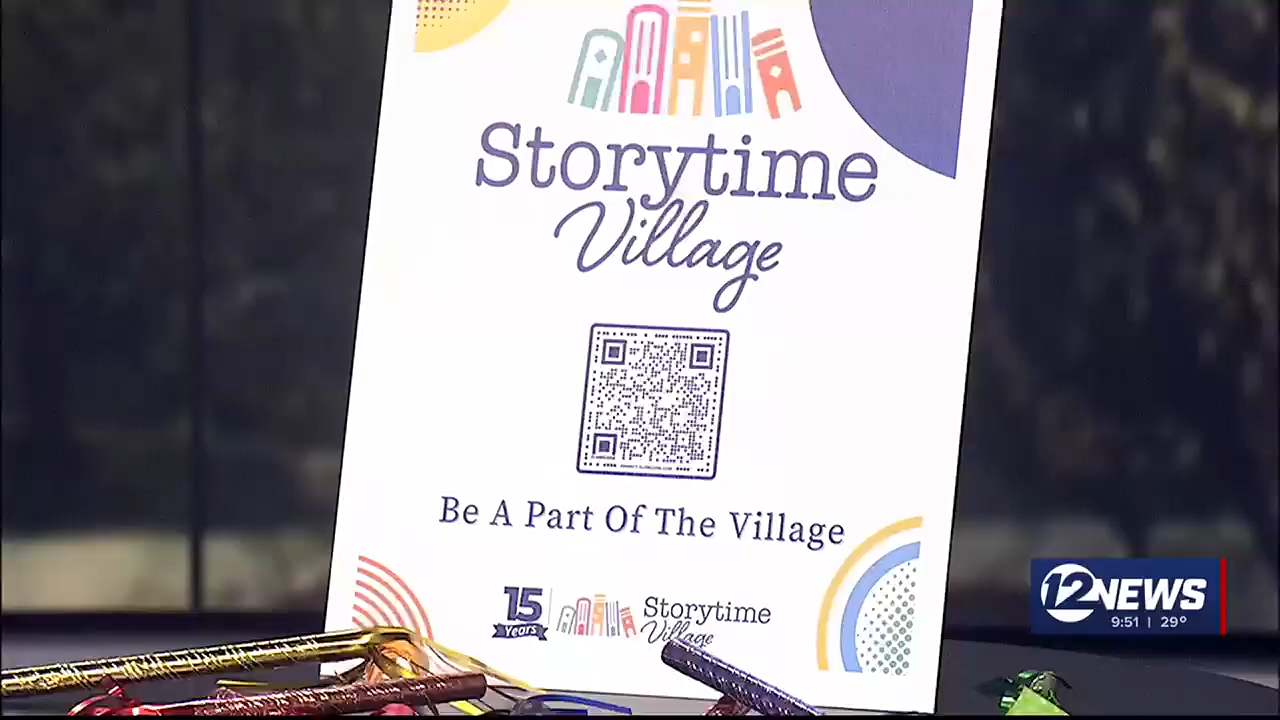 Storytime
Village
Be A Part Of The Village
15
Years
Storytime
Village
12NEWS
9:51 | 29°